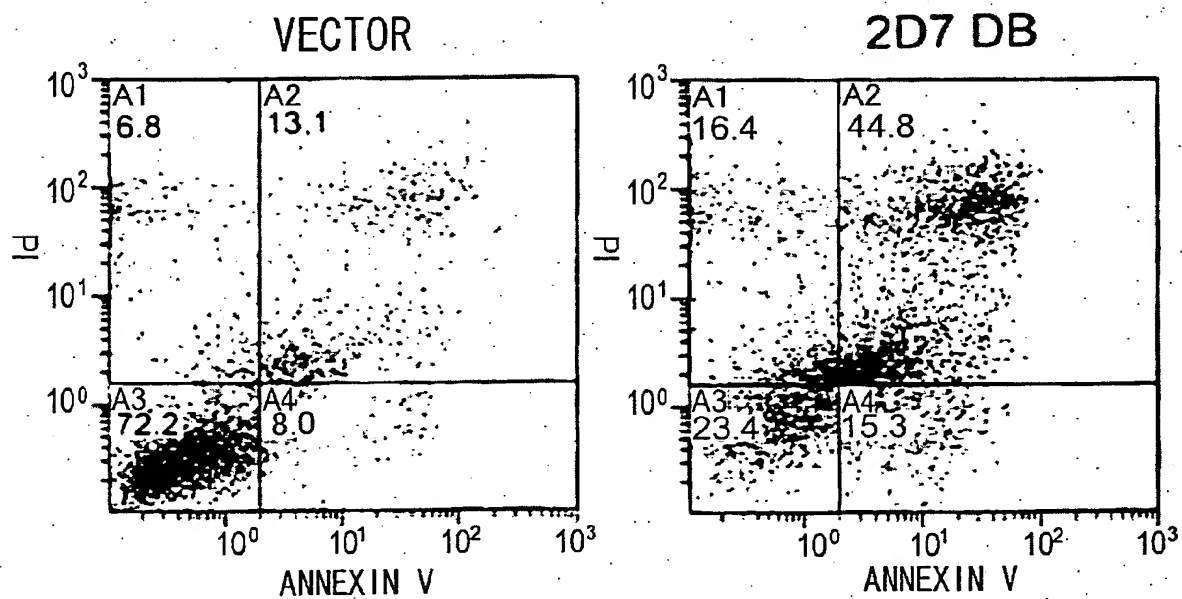 VECTOR
2D7 DB
10³
A1
6.8
A2
13.1
10²
PI
10¹
10⁰
A3
72.2
A4
8.0
10⁰ 10¹ 10² 10³
ANNEXIN V
10³
A1
16.4
A2
44.8
10²
PI
10¹
10⁰
A3
23.4
A4
15.3
10⁰ 10¹ 10² 10³
ANNEXIN V